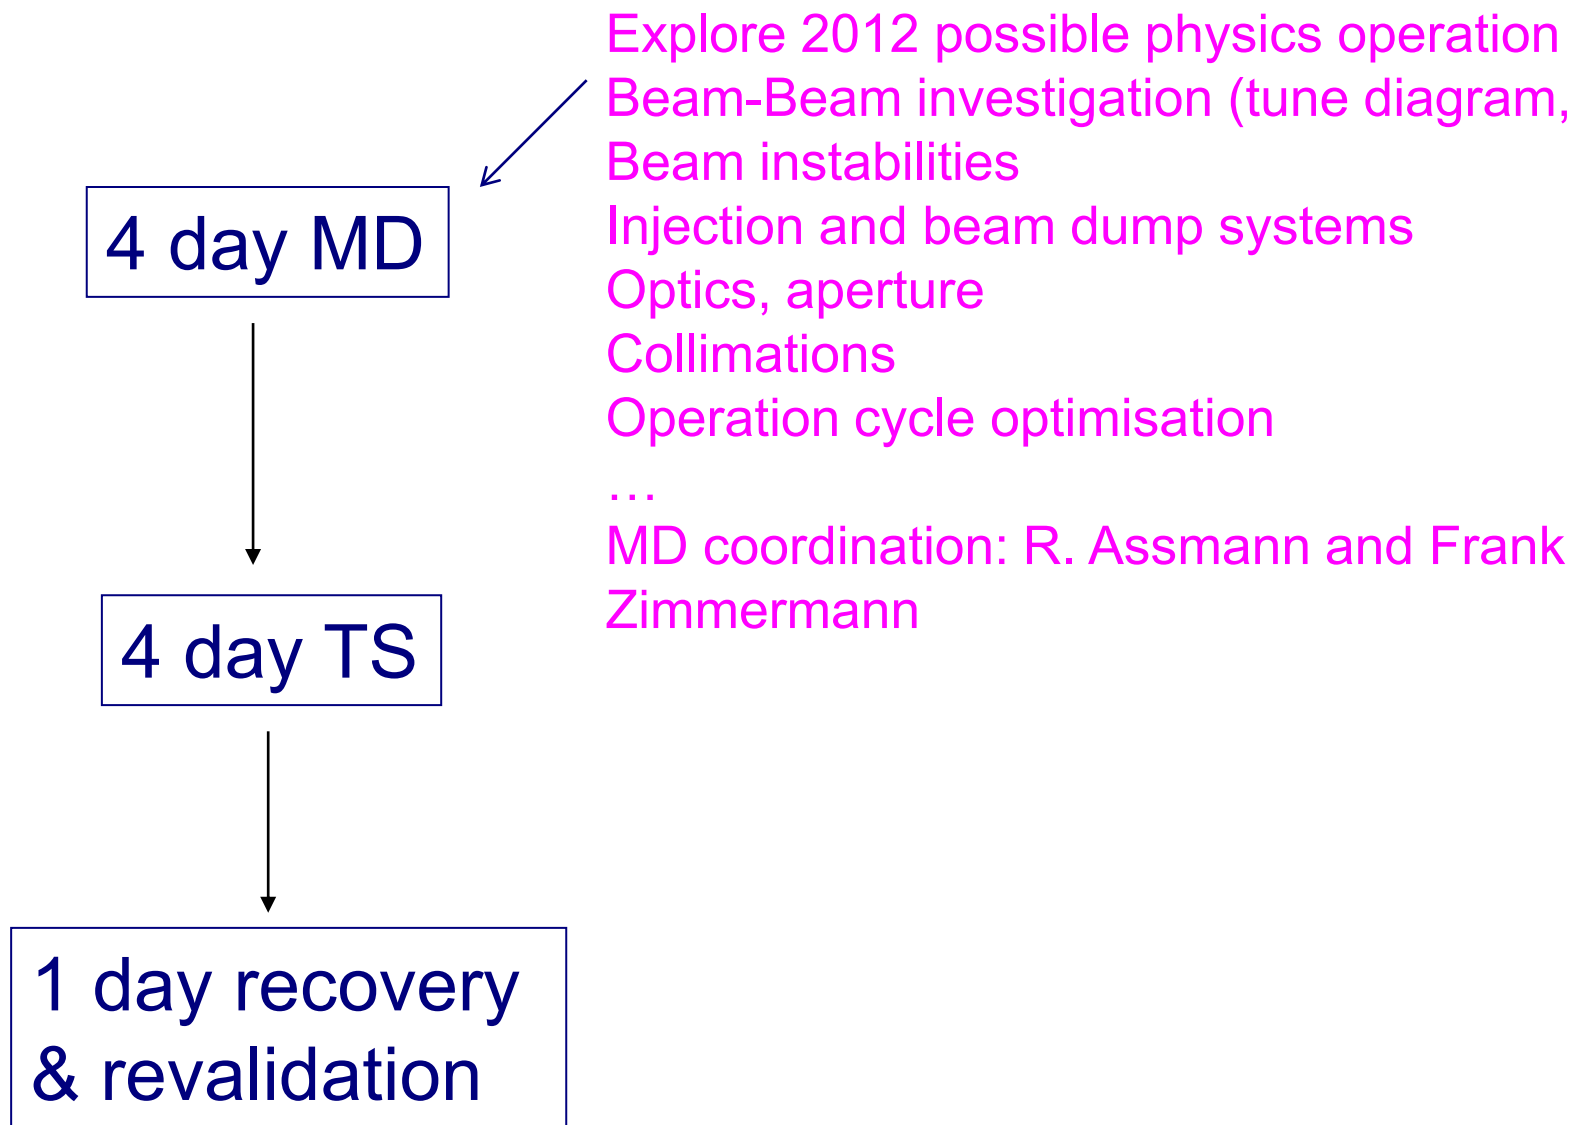 Explore 2012 possible physics operation
Beam-Beam investigation (tune diagram,
Beam instabilities
Injection and beam dump systems
Optics, aperture
Collimations
Operation cycle optimisation
…
MD coordination: R. Assmann and Frank
Zimmermann
4 day MD
4 day TS
1 day recovery
& revalidation